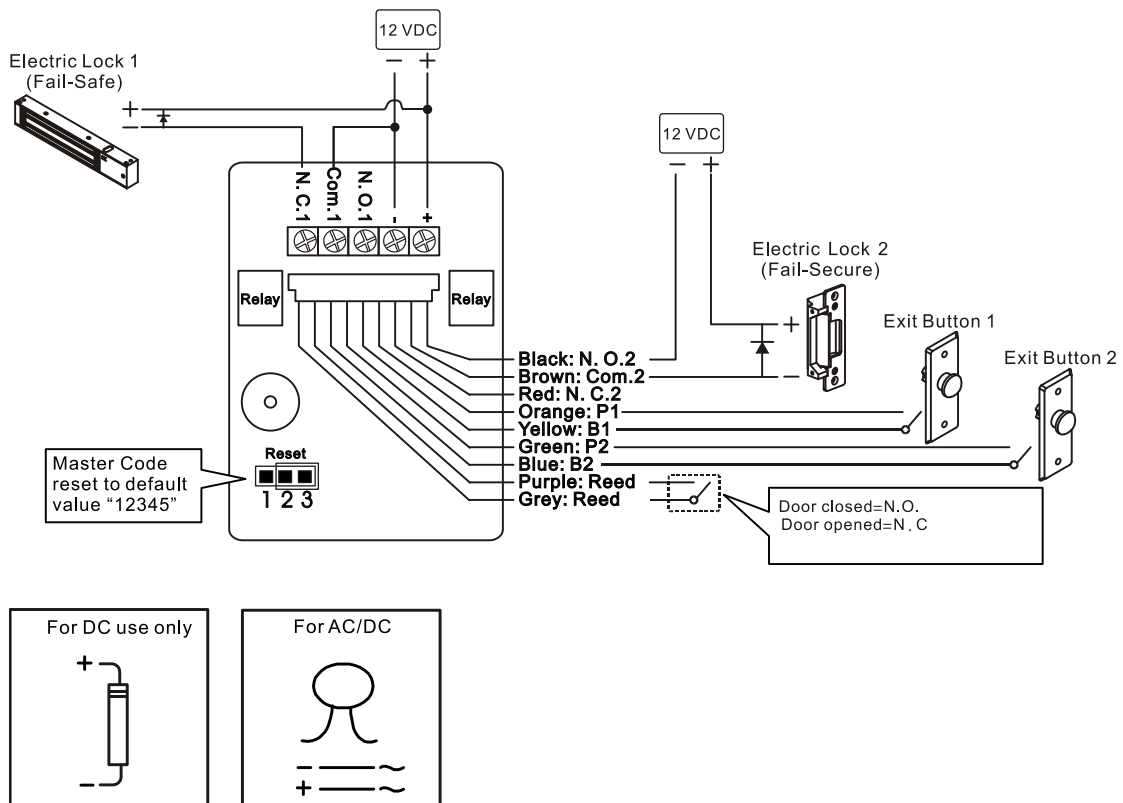 12 VDC
- +
Electric Lock 1
(Fail-Safe)
+
-
N.C.1
Com.1
N.O.1
-
+
Relay
Relay
12 VDC
- +
Electric Lock 2
(Fail-Secure)
+
-
Exit Button 1
Exit Button 2
Black: N. O.2
Brown: Com.2
Red: N. C.2
Orange: P1
Yellow: B1
Green: P2
Blue: B2
Purple: Reed
Grey: Reed
Reset
1 2 3
Master Code
reset to default
value “12345”
Door closed=N.O.
Door opened=N.C
For DC use only
+
-
For AC/DC
- ~
+ ~